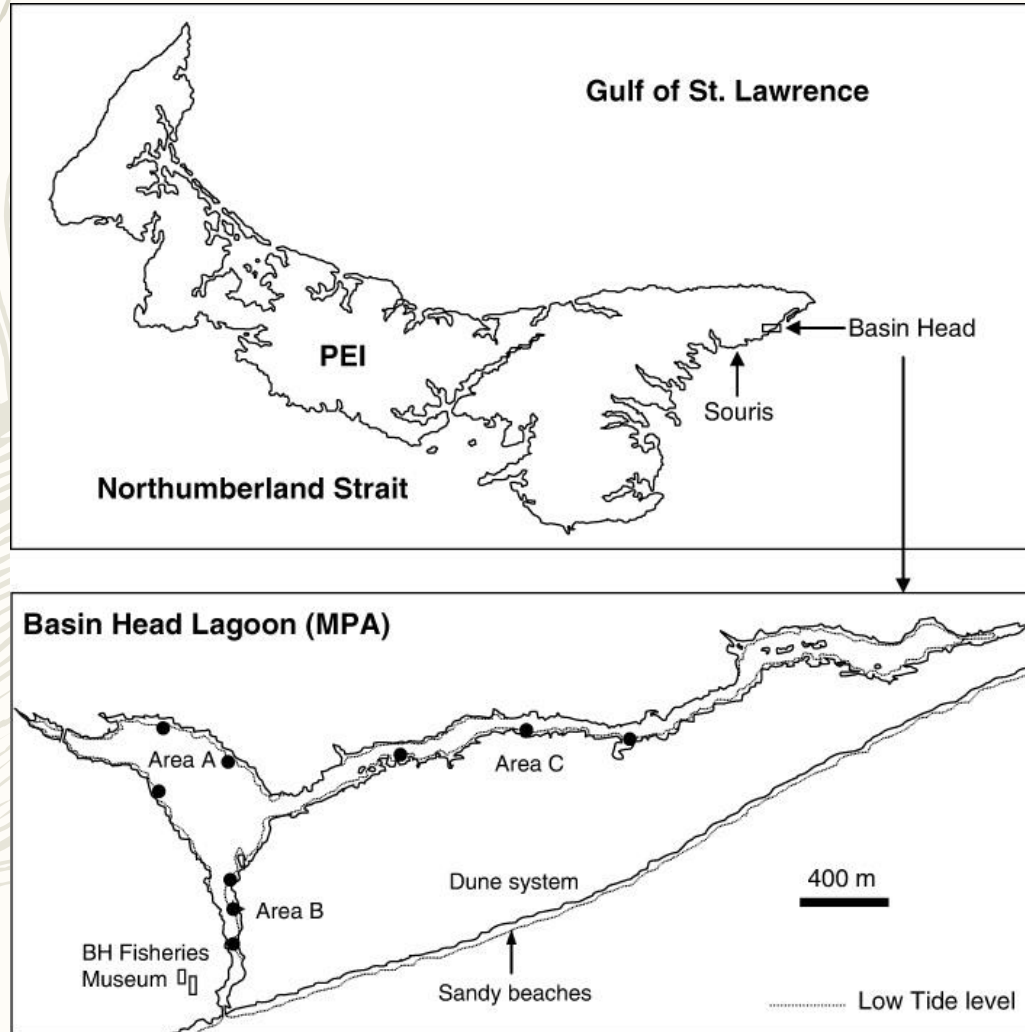 Gulf of St. Lawrence
PEI
Basin Head
Souris
Northumberland Strait
Basin Head Lagoon (MPA)
Area A
Area C
Dune system
400 m
Area B
BH Fisheries
Museum
Sandy beaches
Low Tide level